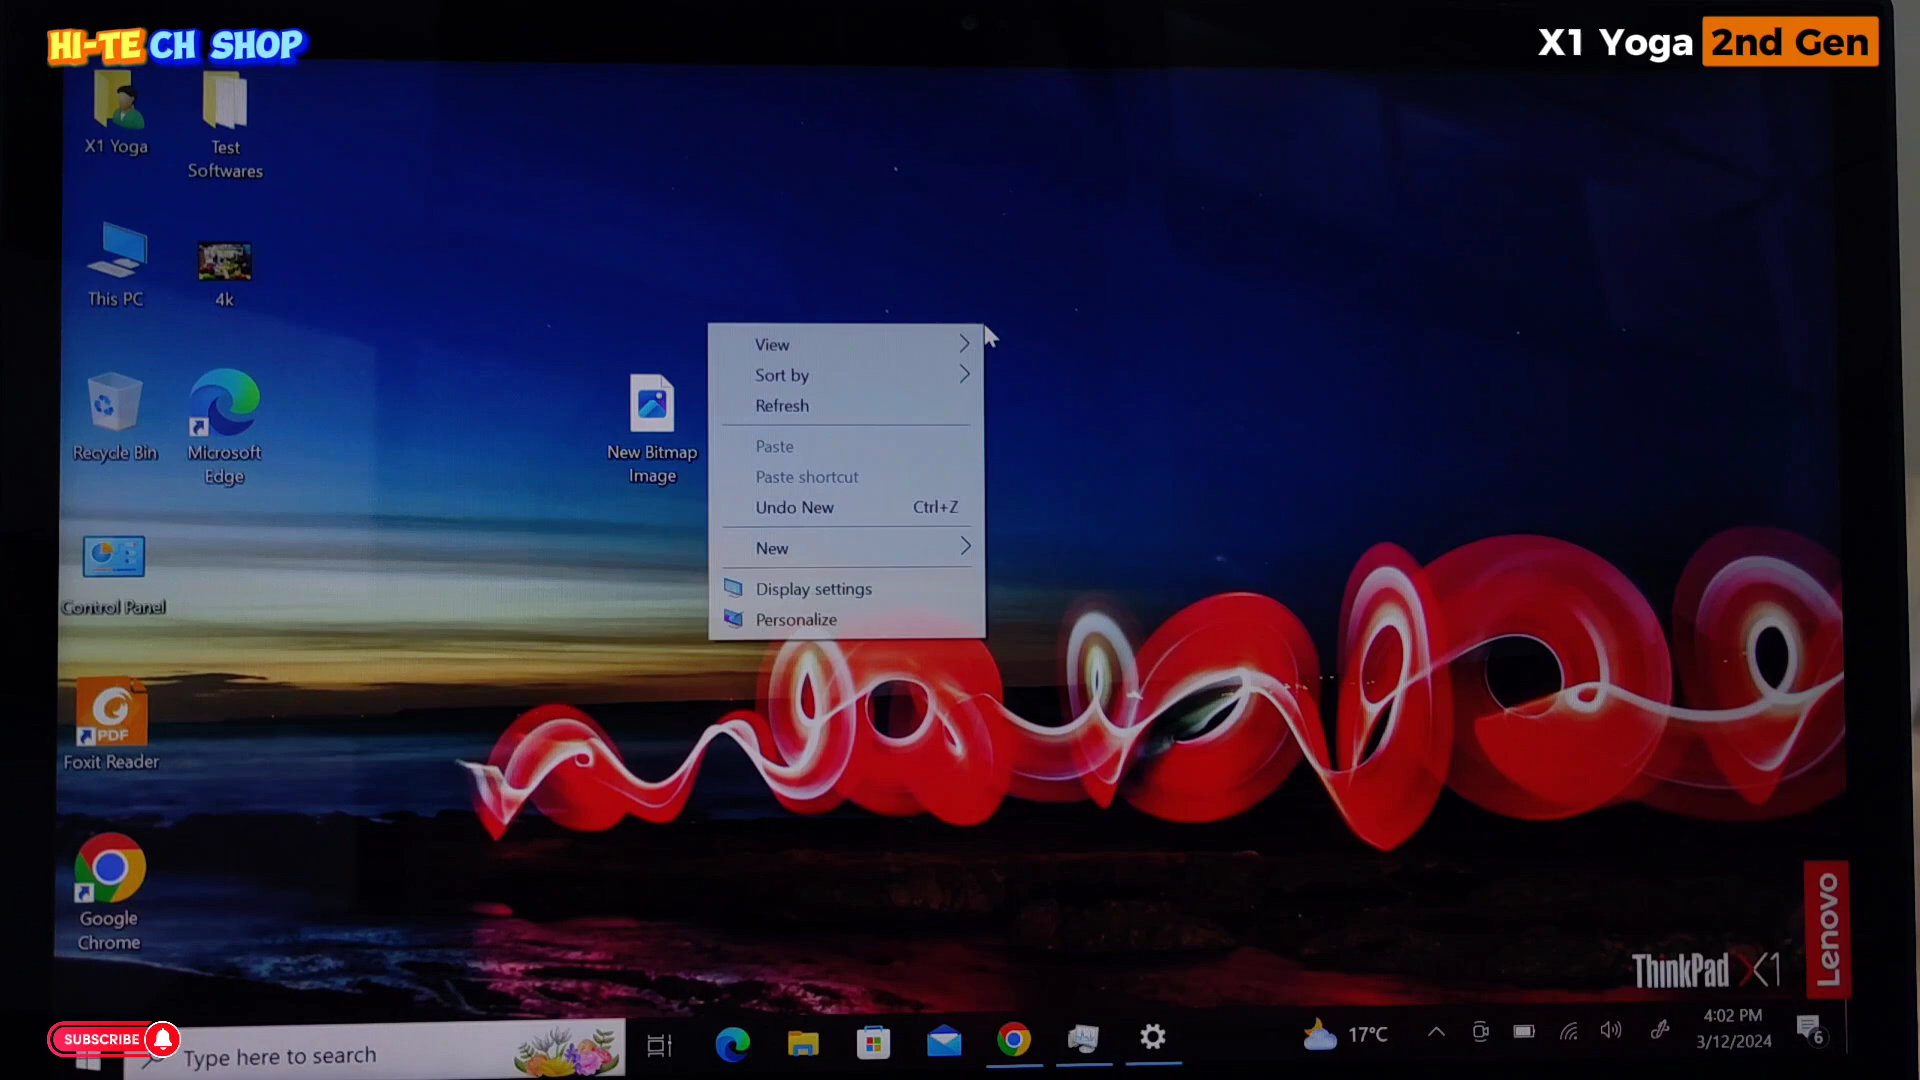 HI-TECH SHOP
X1 Yoga 2nd Gen
X1 Yoga
Test
Softwares
This PC
4k
Recycle Bin
Microsoft
Edge
New Bitmap
Image
View
Sort by
Refresh
Paste
Paste shortcut
Undo New Ctrl+Z
New
Display settings
Personalize
Control Panel
PDF
Foxit Reader
Google
Chrome
Lenovo
ThinkPad X1
SUBSCRIBE
Type here to search
17°C
4:02 PM
3/12/2024
6